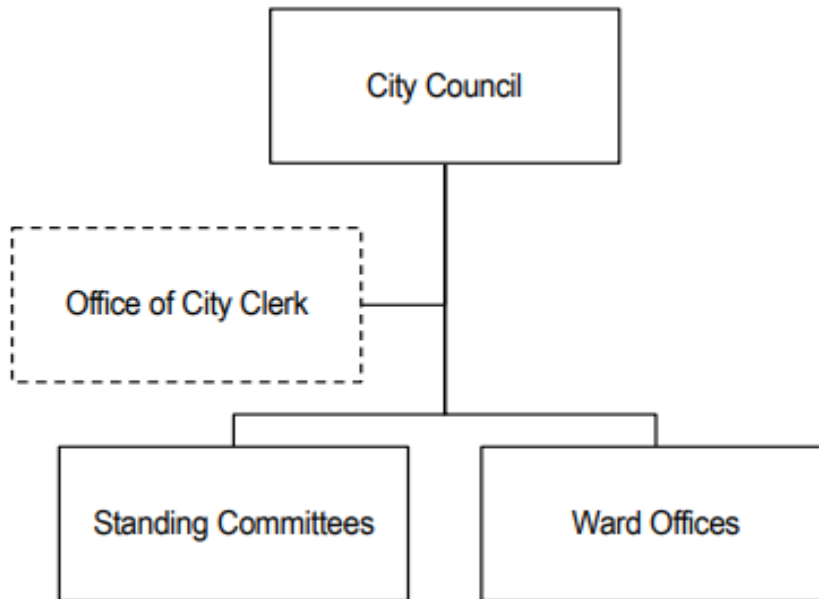 City Council
Office of City Clerk
Standing Committees
Ward Offices